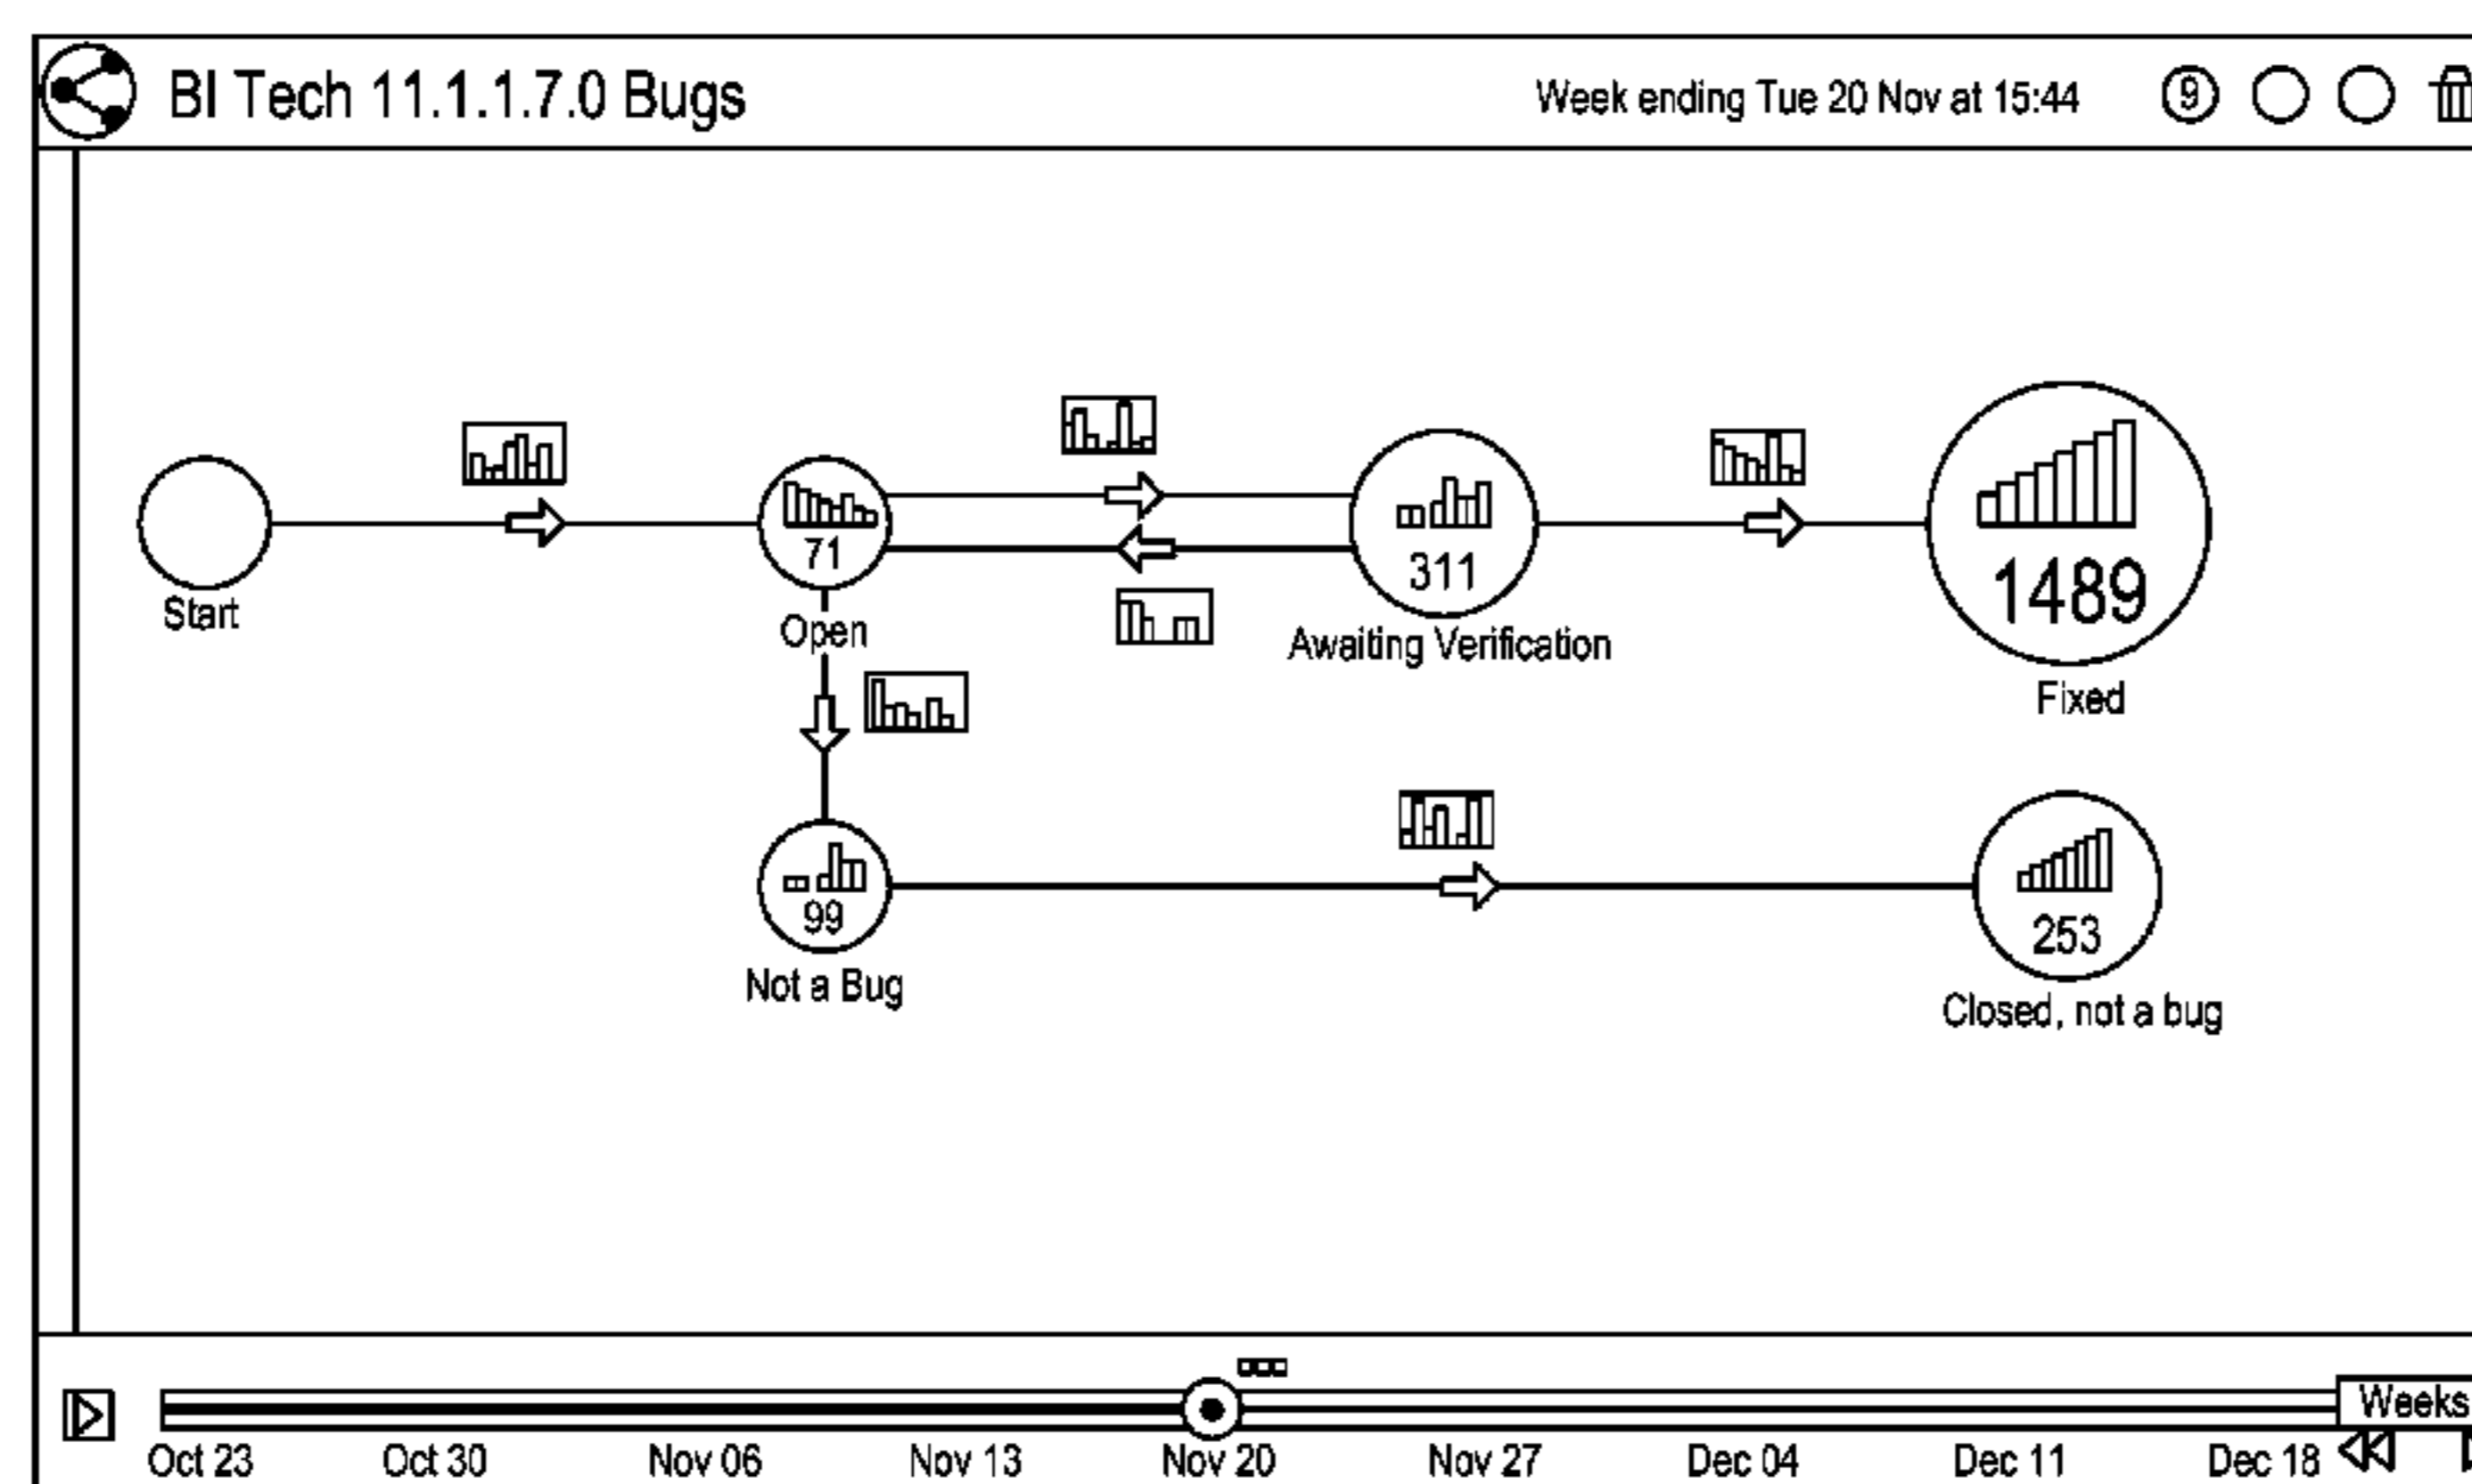 BI Tech 11.1.1.7.0 Bugs
Week ending Tue 20 Nov at 15:44
9
Start
71
Open
311
Awaiting Verification
1489
Fixed
99
Not a Bug
253
Closed, not a bug
Weeks
Oct 23
Oct 30
Nov 06
Nov 13
Nov 20
Nov 27
Dec 04
Dec 11
Dec 18